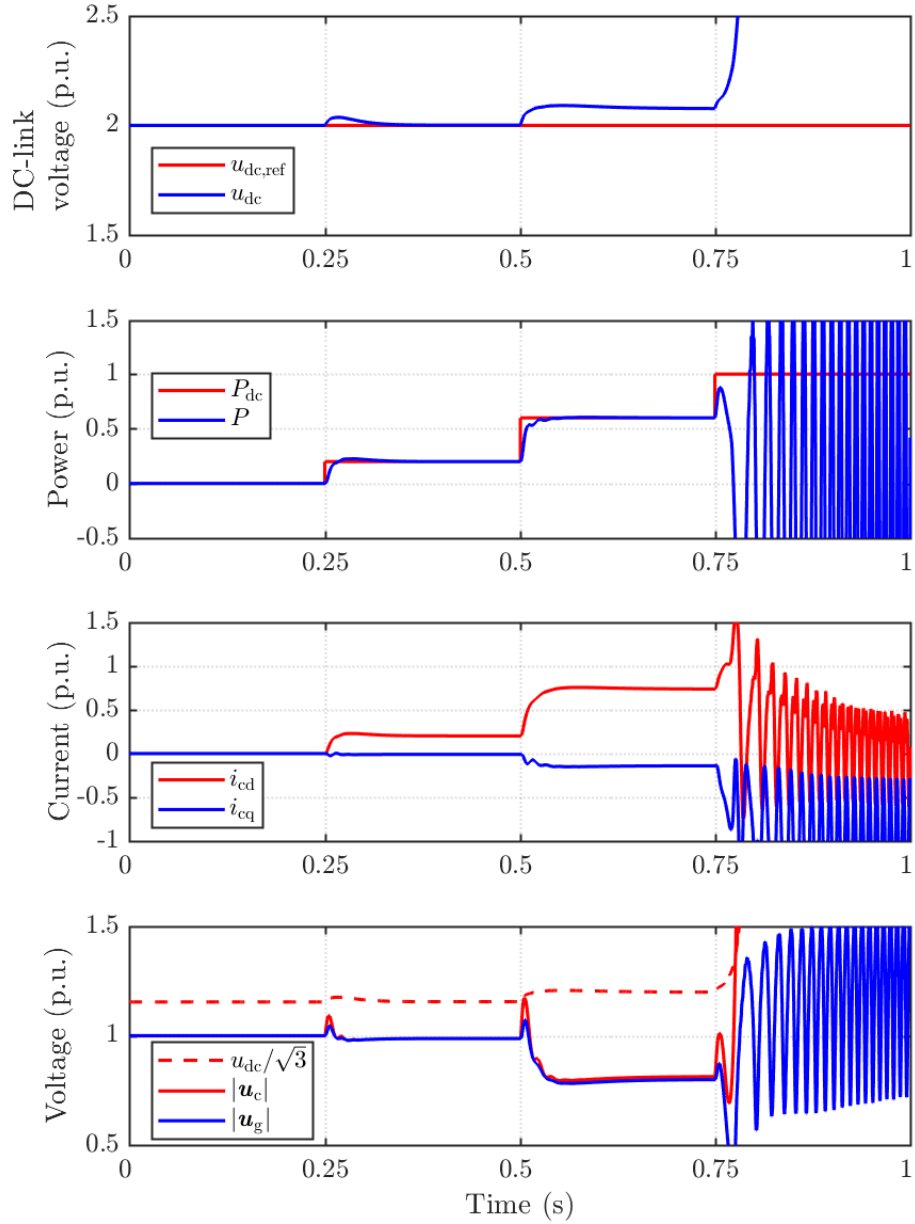 DC-link
voltage (p.u.)
2.5
2
1.5
u_dc,ref
u_dc
0 0.25 0.5 0.75 1
Power (p.u.)
1.5
1
0.5
0
-0.5
P_dc
P
0 0.25 0.5 0.75 1
Current (p.u.)
1.5
1
0.5
0
-0.5
-1
i_cd
i_cq
0 0.25 0.5 0.75 1
Voltage (p.u.)
1.5
1
0.5
u_dc/√3
|u_c|
|u_g|
0 0.25 0.5 0.75 1
Time (s)